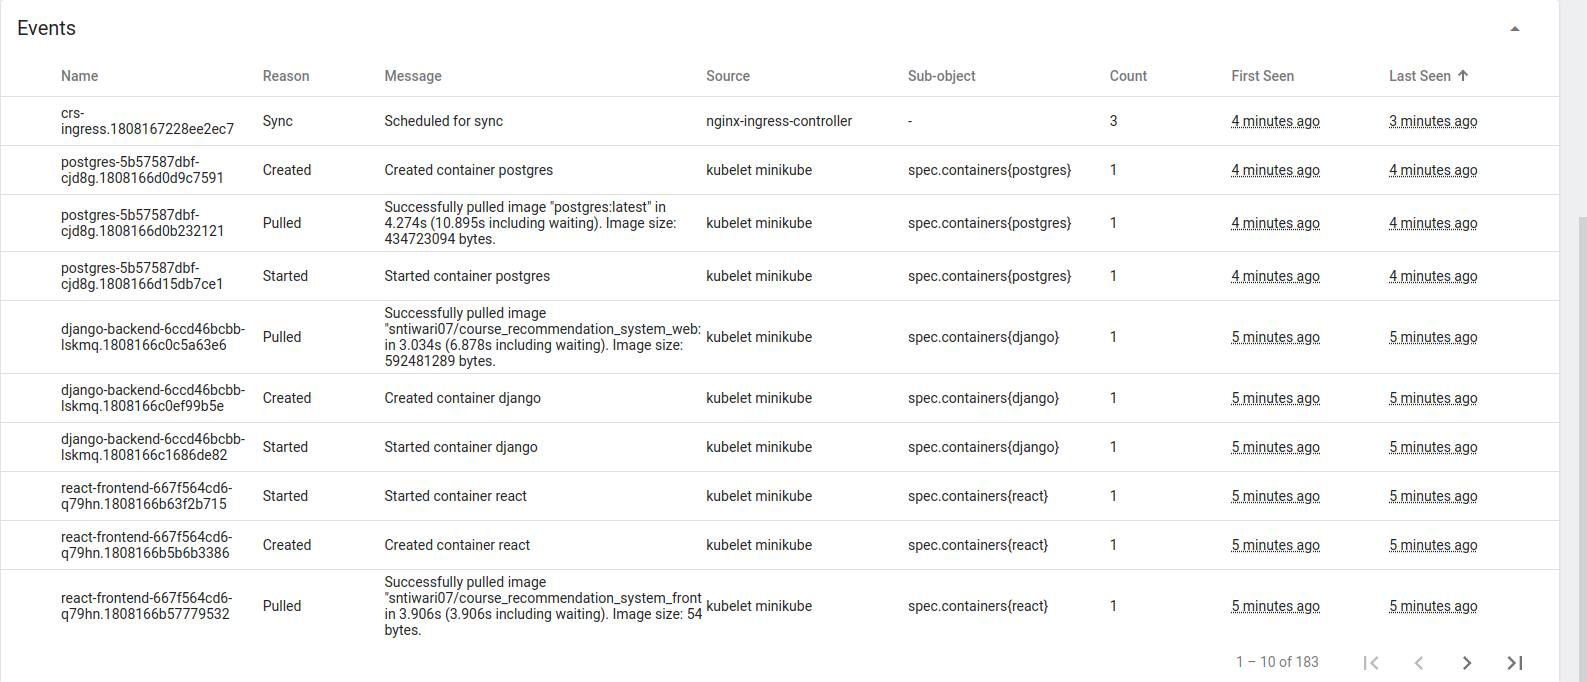 Events
Name Reason Message Source Sub-object Count First Seen Last Seen
crs-
ingress.1808167228ee2ec7 Sync Scheduled for sync nginx-ingress-controller - 3 4 minutes ago 3 minutes ago
postgres-5b57587dbf-
cjd8g.1808166d0d9c7591 Created Created container postgres kubelet minikube spec.containers{postgres} 1 4 minutes ago 4 minutes ago
postgres-5b57587dbf-
cjd8g.1808166d0b232121 Pulled Successfully pulled image "postgres:latest" in
4.274s (10.895s including waiting). Image size:
434723094 bytes. kubelet minikube spec.containers{postgres} 1 4 minutes ago 4 minutes ago
postgres-5b57587dbf-
cjd8g.1808166d15db7ce1 Started Started container postgres kubelet minikube spec.containers{postgres} 1 4 minutes ago 4 minutes ago
django-backend-6ccd46bcbb-
lskmq.1808166c0c5a63e6 Pulled Successfully pulled image
"sntiwari07/course_recommendation_system_web:
in 3.034s (6.878s including waiting). Image size:
592481289 bytes. kubelet minikube spec.containers{django} 1 5 minutes ago 5 minutes ago
django-backend-6ccd46bcbb-
lskmq.1808166c0ef99b5e Created Created container django kubelet minikube spec.containers{django} 1 5 minutes ago 5 minutes ago
django-backend-6ccd46bcbb-
lskmq.1808166c1686de82 Started Started container django kubelet minikube spec.containers{django} 1 5 minutes ago 5 minutes ago
react-frontend-667f564cd6-
q79hn.1808166b63f2b715 Started Started container react kubelet minikube spec.containers{react} 1 5 minutes ago 5 minutes ago
react-frontend-667f564cd6-
q79hn.1808166b5b6b3386 Created Created container react kubelet minikube spec.containers{react} 1 5 minutes ago 5 minutes ago
react-frontend-667f564cd6-
q79hn.1808166b57779532 Pulled Successfully pulled image
"sntiwari07/course_recommendation_system_front
in 3.906s (3.906s including waiting). Image size: 54
bytes. kubelet minikube spec.containers{react} 1 5 minutes ago 5 minutes ago
1 – 10 of 183